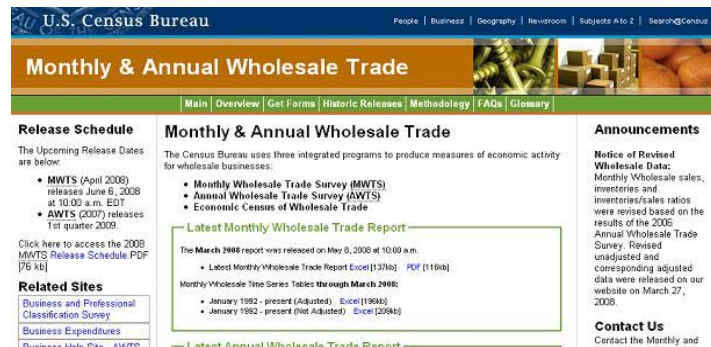 U.S. Census Bureau
People | Business | Geography | Newsroom | Subjects A to Z | Search@Census
Monthly & Annual Wholesale Trade
Main | Overview | Get Forms | Historic Releases | Methodology | FAQs | Glossary
Release Schedule
The Upcoming Release Dates
are below:
• MWTS (April 2008)
releases June 6, 2008
at 10:00 a.m. EDT
• AWTS (2007) releases
1st quarter 2009.
Click here to access the 2008
MWTS Release Schedule.PDF
[76 kb]
Related Sites
Business and Professional
Classification Survey
Business Expenditures
Business Help Site - AWTS
Monthly & Annual Wholesale Trade
The Census Bureau uses three integrated programs to produce measures of economic activity
for wholesale businesses:
• Monthly Wholesale Trade Survey (MWTS)
• Annual Wholesale Trade Survey (AWTS)
• Economic Census of Wholesale Trade
Latest Monthly Wholesale Trade Report
The March 2008 report was released on May 8, 2008 at 10:00 a.m.
• Latest Monthly Wholesale Trade Report Excel [137kb] PDF [116kb]
Monthly Wholesale Time Series Tables through March 2008:
• January 1992 - present (Adjusted) Excel [196kb]
• January 1992 - present (Not Adjusted) Excel [209kb]
Latest Annual Wholesale Trade Report
Announcements
Notice of Revised
Wholesale Data:
Monthly Wholesale sales,
inventories and
inventories/sales ratios
were revised based on the
results of the 2006
Annual Wholesale Trade
Survey. Revised
unadjusted and
corresponding adjusted
data were released on our
website on March 27,
2008.
Contact Us
Contact the Monthly and